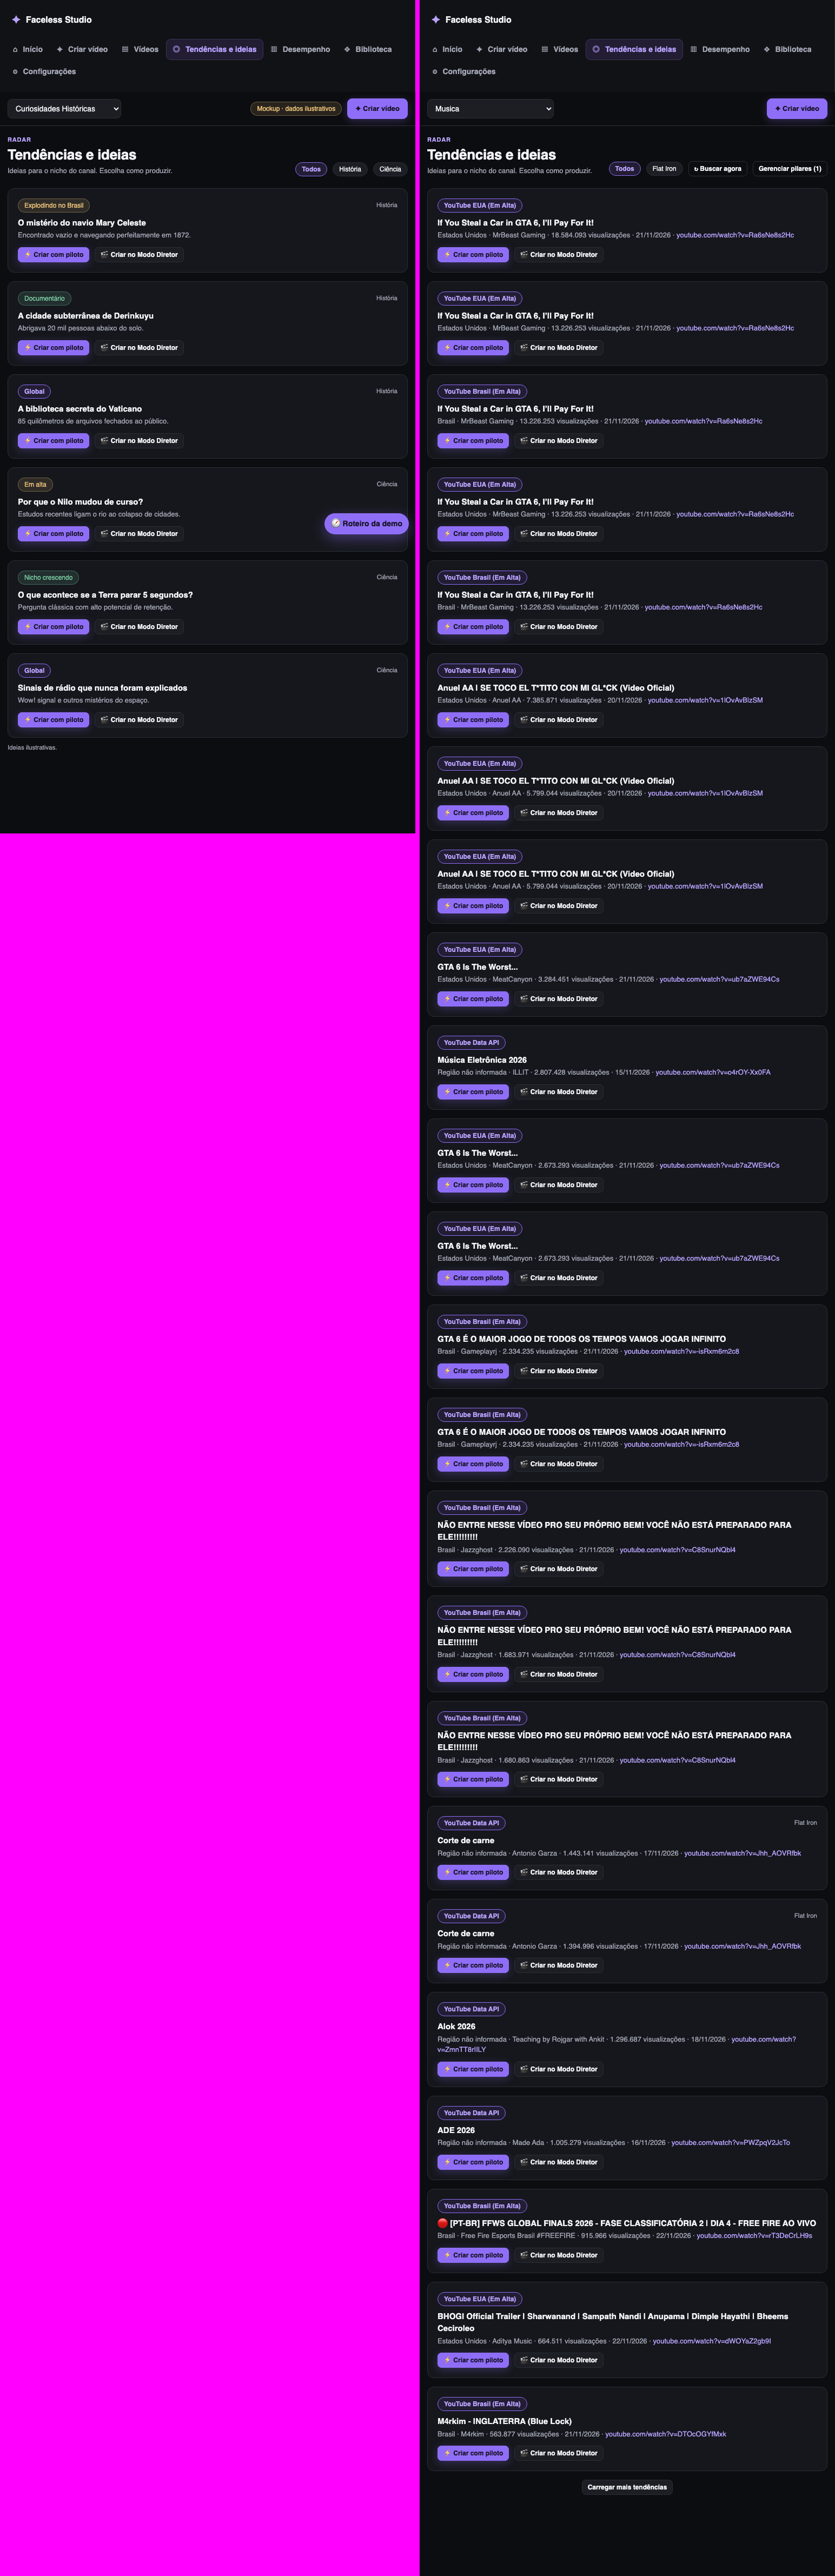 Faceless Studio
Início
Criar vídeo
Vídeos
Tendências e ideias
Desempenho
Biblioteca
Configurações
Curiosidades Históricas
Mockup · dados ilustrativos
Criar vídeo
RADAR
Tendências e ideias
Ideias para o nicho do canal. Escolha como produzir.
Todos
História
Ciência
Explodindo no Brasil
História
O mistério do navio Mary Celeste
Encontrado vazio e navegando perfeitamente em 1872.
Criar com piloto
Criar no Modo Diretor
Documentário
História
A cidade subterrânea de Derinkuyu
Abrigava 20 mil pessoas abaixo do solo.
Criar com piloto
Criar no Modo Diretor
Global
História
A biblioteca secreta do Vaticano
85 quilômetros de arquivos fechados ao público.
Criar com piloto
Criar no Modo Diretor
Em alta
Ciência
Por que o Nilo mudou de curso?
Estudos recentes ligam o rio ao colapso de cidades.
Criar com piloto
Criar no Modo Diretor
Roteiro da demo
Nicho crescendo
Ciência
O que acontece se a Terra parar 5 segundos?
Pergunta clássica com alto potencial de retenção.
Criar com piloto
Criar no Modo Diretor
Global
Ciência
Sinais de rádio que nunca foram explicados
Wow! signal e outros mistérios do espaço.
Criar com piloto
Criar no Modo Diretor
Ideias ilustrativas.
Faceless Studio
Início
Criar vídeo
Vídeos
Tendências e ideias
Desempenho
Biblioteca
Configurações
Musica
Criar vídeo
RADAR
Tendências e ideias
Ideias para o nicho do canal. Escolha como produzir.
Todos
Flat Iron
Buscar agora
Gerenciar pilares (1)
YouTube EUA (Em Alta)
If You Steal a Car in GTA 6, I'll Pay For It!
Estados Unidos · MrBeast Gaming · 18.584.093 visualizações · 21/11/2026 · youtube.com/watch?v=Ra6sNe8s2Hc
Criar com piloto
Criar no Modo Diretor
YouTube EUA (Em Alta)
If You Steal a Car in GTA 6, I'll Pay For It!
Estados Unidos · MrBeast Gaming · 13.226.253 visualizações · 21/11/2026 · youtube.com/watch?v=Ra6sNe8s2Hc
Criar com piloto
Criar no Modo Diretor
YouTube Brasil (Em Alta)
If You Steal a Car in GTA 6, I'll Pay For It!
Brasil · MrBeast Gaming · 13.226.253 visualizações · 21/11/2026 · youtube.com/watch?v=Ra6sNe8s2Hc
Criar com piloto
Criar no Modo Diretor
YouTube EUA (Em Alta)
If You Steal a Car in GTA 6, I'll Pay For It!
Estados Unidos · MrBeast Gaming · 13.226.253 visualizações · 21/11/2026 · youtube.com/watch?v=Ra6sNe8s2Hc
Criar com piloto
Criar no Modo Diretor
YouTube Brasil (Em Alta)
If You Steal a Car in GTA 6, I'll Pay For It!
Brasil · MrBeast Gaming · 13.226.253 visualizações · 21/11/2026 · youtube.com/watch?v=Ra6sNe8s2Hc
Criar com piloto
Criar no Modo Diretor
YouTube EUA (Em Alta)
Anuel AA | SE TOCO EL T*TITO CON MI GL*CK (Video Oficial)
Estados Unidos · Anuel AA · 7.385.871 visualizações · 20/11/2026 · youtube.com/watch?v=1lOvAvBlzSM
Criar com piloto
Criar no Modo Diretor
YouTube EUA (Em Alta)
Anuel AA | SE TOCO EL T*TITO CON MI GL*CK (Video Oficial)
Estados Unidos · Anuel AA · 5.799.044 visualizações · 20/11/2026 · youtube.com/watch?v=1lOvAvBlzSM
Criar com piloto
Criar no Modo Diretor
YouTube EUA (Em Alta)
Anuel AA | SE TOCO EL T*TITO CON MI GL*CK (Video Oficial)
Estados Unidos · Anuel AA · 5.799.044 visualizações · 20/11/2026 · youtube.com/watch?v=1lOvAvBlzSM
Criar com piloto
Criar no Modo Diretor
YouTube EUA (Em Alta)
GTA 6 Is The Worst...
Estados Unidos · MeatCanyon · 3.284.451 visualizações · 21/11/2026 · youtube.com/watch?v=ub7aZWE94Cs
Criar com piloto
Criar no Modo Diretor
YouTube Data API
Música Eletrônica 2026
Região não informada · ILLIT · 2.807.428 visualizações · 15/11/2026 · youtube.com/watch?v=o4rOY-Xx0FA
Criar com piloto
Criar no Modo Diretor
YouTube EUA (Em Alta)
GTA 6 Is The Worst...
Estados Unidos · MeatCanyon · 2.673.293 visualizações · 21/11/2026 · youtube.com/watch?v=ub7aZWE94Cs
Criar com piloto
Criar no Modo Diretor
YouTube EUA (Em Alta)
GTA 6 Is The Worst...
Estados Unidos · MeatCanyon · 2.673.293 visualizações · 21/11/2026 · youtube.com/watch?v=ub7aZWE94Cs
Criar com piloto
Criar no Modo Diretor
YouTube Brasil (Em Alta)
GTA 6 É O MAIOR JOGO DE TODOS OS TEMPOS VAMOS JOGAR INFINITO
Brasil · Gameplayrj · 2.334.235 visualizações · 21/11/2026 · youtube.com/watch?v=-isRxm6m2c8
Criar com piloto
Criar no Modo Diretor
YouTube Brasil (Em Alta)
GTA 6 É O MAIOR JOGO DE TODOS OS TEMPOS VAMOS JOGAR INFINITO
Brasil · Gameplayrj · 2.334.235 visualizações · 21/11/2026 · youtube.com/watch?v=-isRxm6m2c8
Criar com piloto
Criar no Modo Diretor
YouTube Brasil (Em Alta)
NÃO ENTRE NESSE VÍDEO PRO SEU PRÓPRIO BEM! VOCÊ NÃO ESTÁ PREPARADO PARA
ELE!!!!!!!!!
Brasil · Jazzghost · 2.226.090 visualizações · 21/11/2026 · youtube.com/watch?v=C8SnurNQbI4
Criar com piloto
Criar no Modo Diretor
YouTube Brasil (Em Alta)
NÃO ENTRE NESSE VÍDEO PRO SEU PRÓPRIO BEM! VOCÊ NÃO ESTÁ PREPARADO PARA
ELE!!!!!!!!!
Brasil · Jazzghost · 1.683.971 visualizações · 21/11/2026 · youtube.com/watch?v=C8SnurNQbI4
Criar com piloto
Criar no Modo Diretor
YouTube Brasil (Em Alta)
NÃO ENTRE NESSE VÍDEO PRO SEU PRÓPRIO BEM! VOCÊ NÃO ESTÁ PREPARADO PARA
ELE!!!!!!!!!
Brasil · Jazzghost · 1.680.863 visualizações · 21/11/2026 · youtube.com/watch?v=C8SnurNQbI4
Criar com piloto
Criar no Modo Diretor
YouTube Data API
Flat Iron
Corte de carne
Região não informada · Antonio Garza · 1.443.141 visualizações · 17/11/2026 · youtube.com/watch?v=Jhh_AOVRfbk
Criar com piloto
Criar no Modo Diretor
YouTube Data API
Flat Iron
Corte de carne
Região não informada · Antonio Garza · 1.394.996 visualizações · 17/11/2026 · youtube.com/watch?v=Jhh_AOVRfbk
Criar com piloto
Criar no Modo Diretor
YouTube Data API
Alok 2026
Região não informada · Teaching by Rojgar with Ankit · 1.296.687 visualizações · 18/11/2026 · youtube.com/watch?
v=ZmnTT8rIlLY
Criar com piloto
Criar no Modo Diretor
YouTube Data API
ADE 2026
Região não informada · Made Ada · 1.005.279 visualizações · 16/11/2026 · youtube.com/watch?v=PWZpqV2JcTo
Criar com piloto
Criar no Modo Diretor
YouTube Brasil (Em Alta)
[PT-BR] FFWS GLOBAL FINALS 2026 - FASE CLASSIFICATÓRIA 2 | DIA 4 - FREE FIRE AO VIVO
Brasil · Free Fire Esports Brasil #FREEFIRE · 915.966 visualizações · 22/11/2026 · youtube.com/watch?v=rT3DeCrLH9s
Criar com piloto
Criar no Modo Diretor
YouTube EUA (Em Alta)
BHOGI Official Trailer | Sharwanand | Sampath Nandi | Anupama | Dimple Hayathi | Bheems
Ceciroleo
Estados Unidos · Aditya Music · 664.511 visualizações · 22/11/2026 · youtube.com/watch?v=dWOYaZ2gb9I
Criar com piloto
Criar no Modo Diretor
YouTube Brasil (Em Alta)
M4rkim - INGLATERRA (Blue Lock)
Brasil · M4rkim · 563.877 visualizações · 21/11/2026 · youtube.com/watch?v=DTOcOGYfMxk
Criar com piloto
Criar no Modo Diretor
Carregar mais tendências